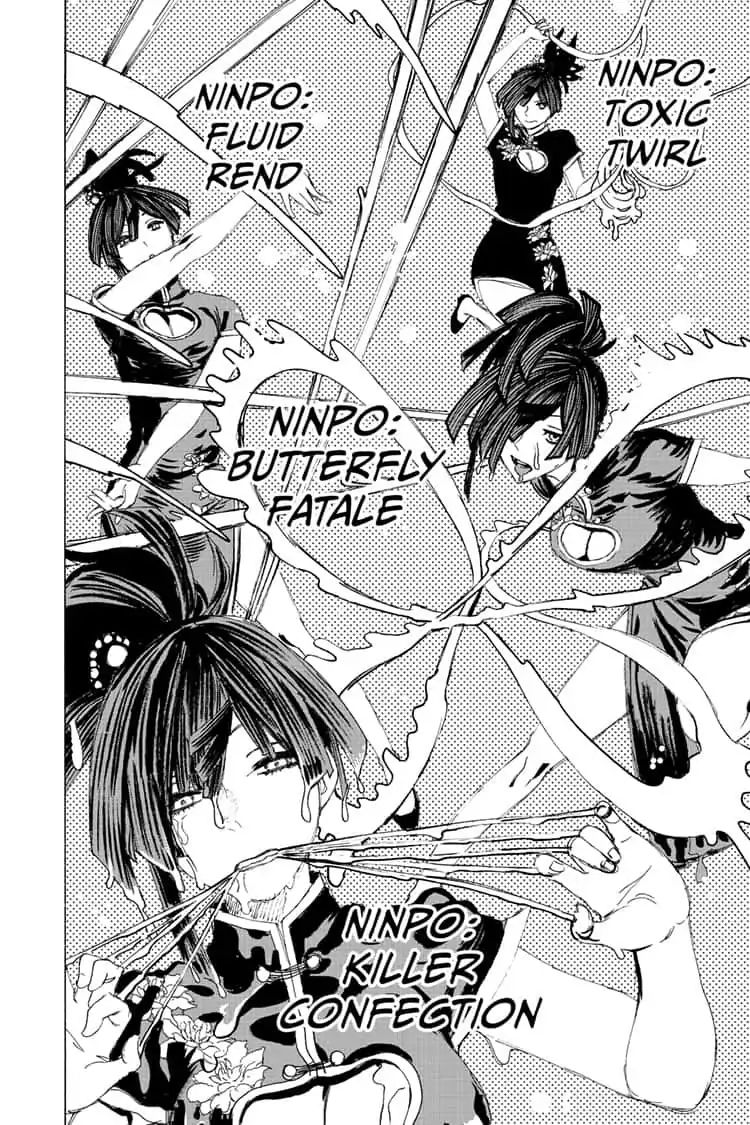 NINPO:
TOXIC
TWIRL
NINPO:
FLUID
REND
NINPO:
BUTTERFLY
FATALE
NINPO:
KILLER
CONFECTION